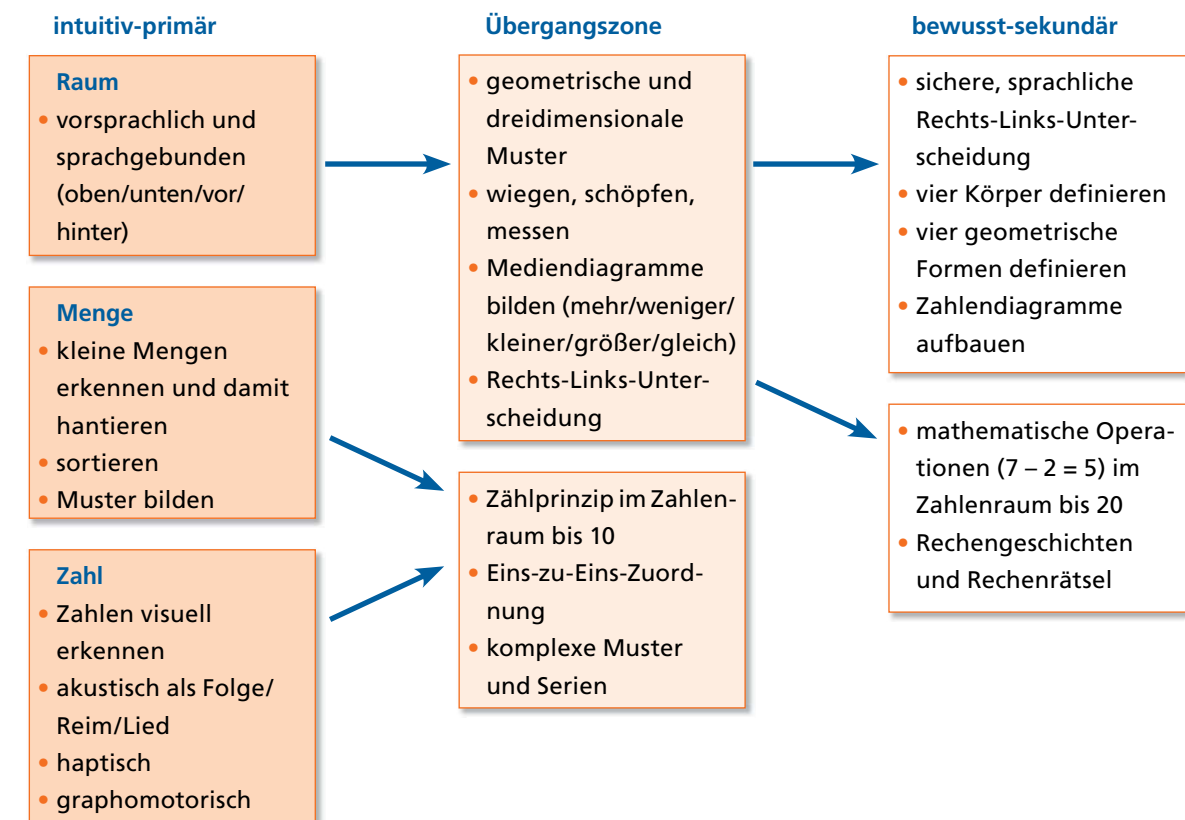 intuitiv-primär
Raum
• vorsprachlich und
sprachgebunden
(oben/unten/vor/
hinter)
Menge
• kleine Mengen
erkennen und damit
hantieren
• sortieren
• Muster bilden
Zahl
• Zahlen visuell
erkennen
• akustisch als Folge/
Reim/Lied
• haptisch
• graphomotorisch
Übergangszone
• geometrische und
dreidimensionale
Muster
• wiegen, schöpfen,
messen
• Mediendiagramme
bilden (mehr/weniger/
kleiner/größer/gleich)
• Rechts-Links-Unter-
scheidung
• Zählprinzip im Zahlen-
raum bis 10
• Eins-zu-Eins-Zuord-
nung
• komplexe Muster
und Serien
bewusst-sekundär
• sichere, sprachliche
Rechts-Links-Unter-
scheidung
• vier Körper definieren
• vier geometrische
Formen definieren
• Zahlendiagramme
aufbauen
• mathematische Opera-
tionen (7 – 2 = 5) im
Zahlenraum bis 20
• Rechengeschichten
und Rechenrätsel